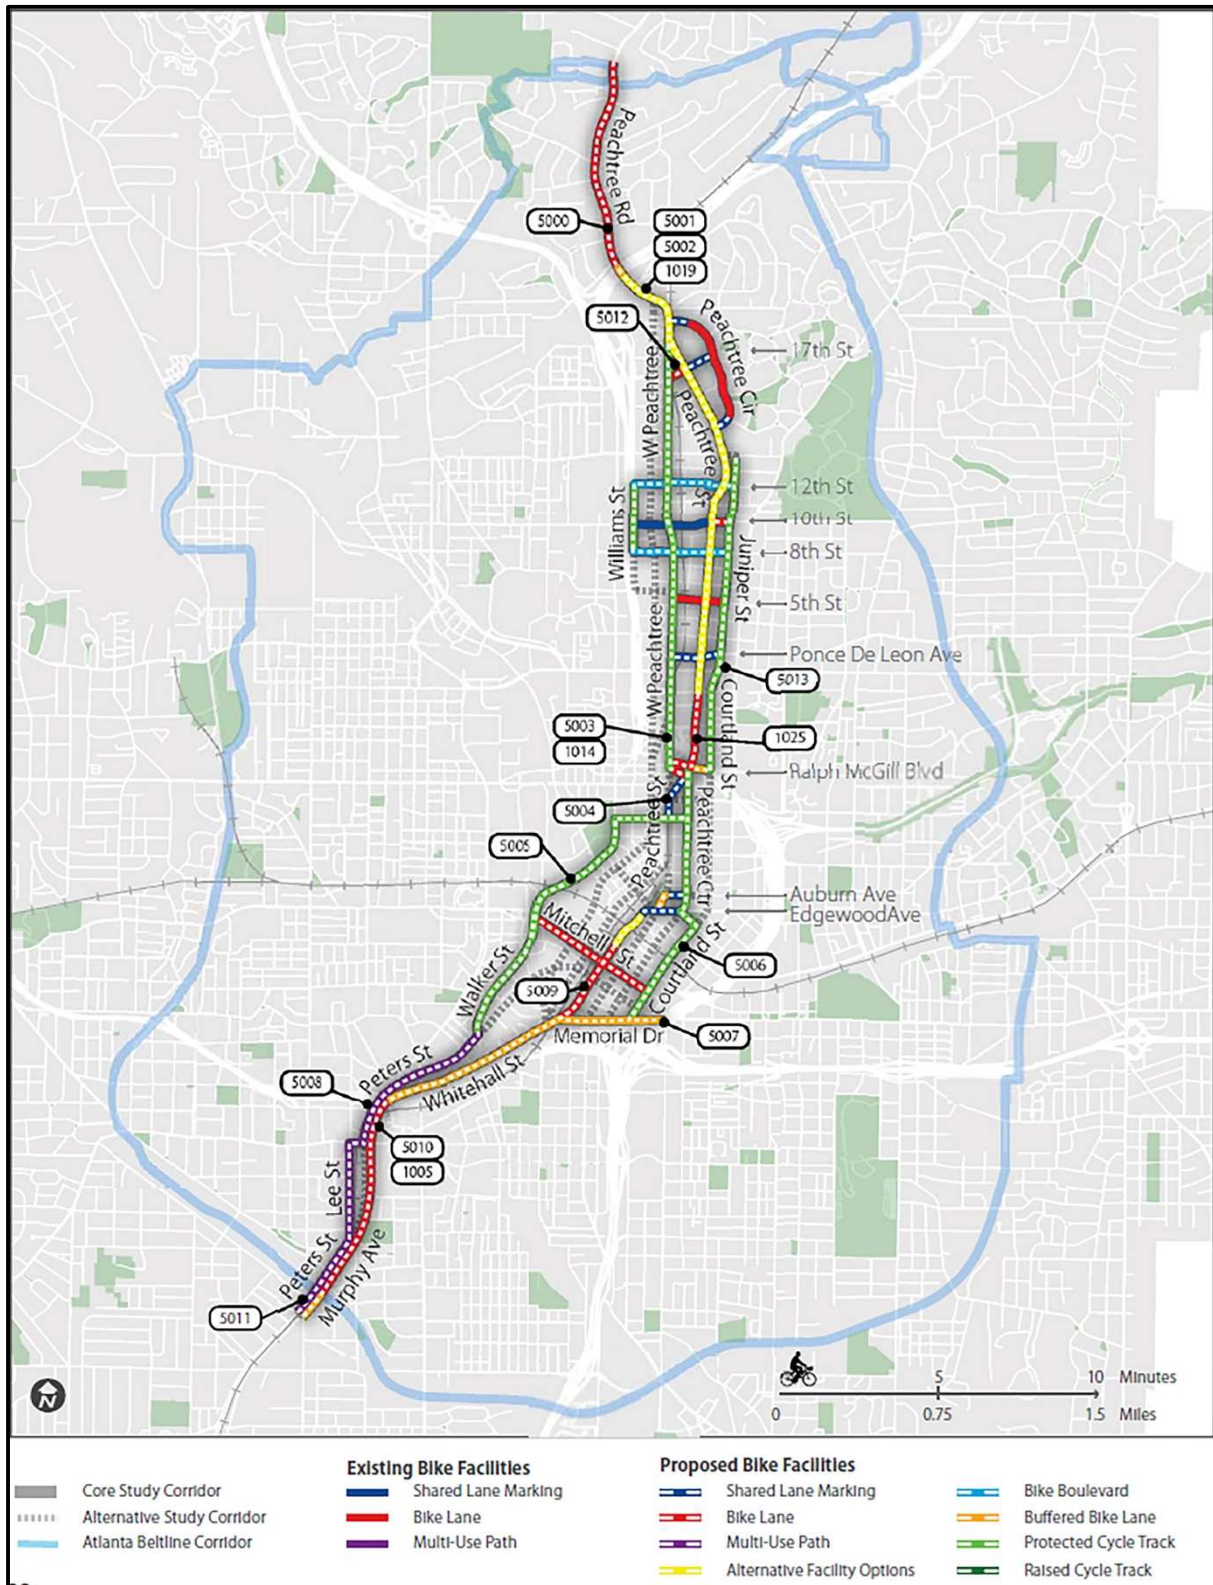 Peachtree Rd
5000
5001
5002
1019
5012
Peachtree Cir
17th St
W Peachtree
Peachtree St
12th St
Williams St
10th St
8th St
Juniper St
5th St
W Peachtree
Ponce De Leon Ave
5013
Courtland St
5003
1014
1025
Ralph McGill Blvd
5004
Peachtree St
Peachtree Ctr
5005
Auburn Ave
EdgewoodAve
Mitchell St
Courtland St
5006
Walker St
5009
Memorial Dr
5007
Peters St
Whitehall St
5008
5010
1005
Lee St
Peters St
Murphy Ave
5011
N
5 10 Minutes
0 0.75 1.5 Miles
Existing Bike Facilities
Proposed Bike Facilities
Core Study Corridor
Shared Lane Marking
Shared Lane Marking
Bike Boulevard
Alternative Study Corridor
Bike Lane
Bike Lane
Buffered Bike Lane
Atlanta Beltline Corridor
Multi-Use Path
Multi-Use Path
Protected Cycle Track
Alternative Facility Options
Raised Cycle Track